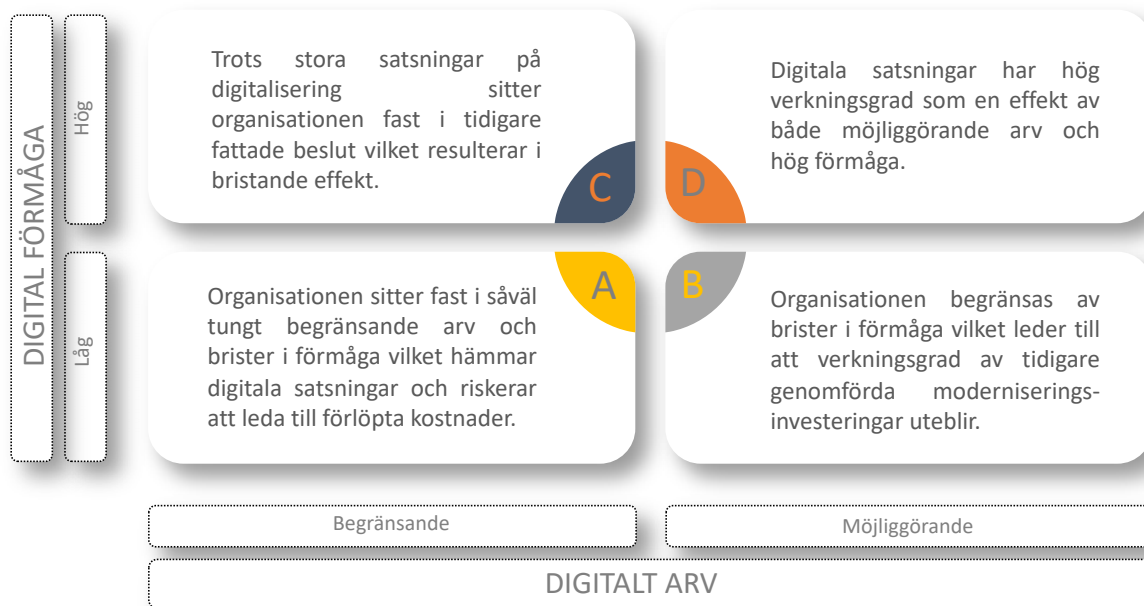 DIGITAL FÖRMÅGA
Hög
Låg
Trots stora satsningar på
digitalisering sitter
organisationen fast i tidigare
fattade beslut vilket resulterar i
bristande effekt.
C
Digitala satsningar har hög
verkningsgrad som en effekt av
både möjliggörande arv och
hög förmåga.
D
Organisationen sitter fast i såväl
tungt begränsande arv och
brister i förmåga vilket hämmar
digitala satsningar och riskerar
att leda till förlöpta kostnader.
A
B
Organisationen begränsas av
brister i förmåga vilket leder till
att verkningsgrad av tidigare
genomförda moderniserings-
investeringar uteblir.
Begränsande
Möjliggörande
DIGITALT ARV